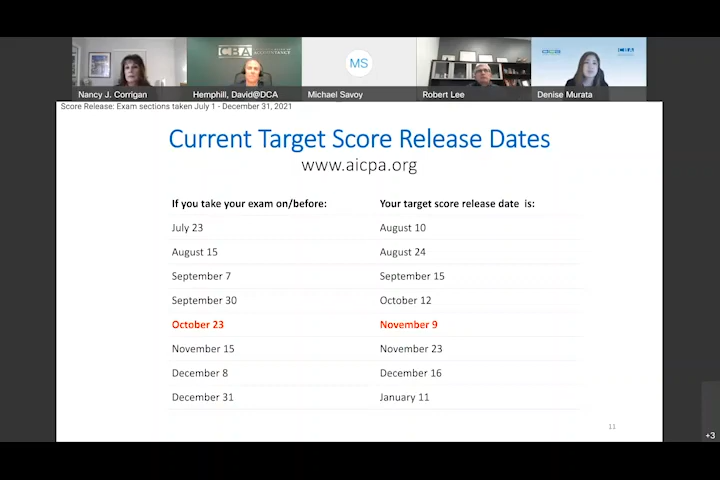 CBA
ACCOUNTANCY
MS
CBA
Nancy J. Corrigan
Hemphill, David@DCA
Michael Savoy
Robert Lee
Denise Murata
Score Release: Exam sections taken July 1 - December 31, 2021
Current Target Score Release Dates
www.aicpa.org
If you take your exam on/before: Your target score release date is:
July 23 August 10
August 15 August 24
September 7 September 15
September 30 October 12
October 23 November 9
November 15 November 23
December 8 December 16
December 31 January 11
11
+3